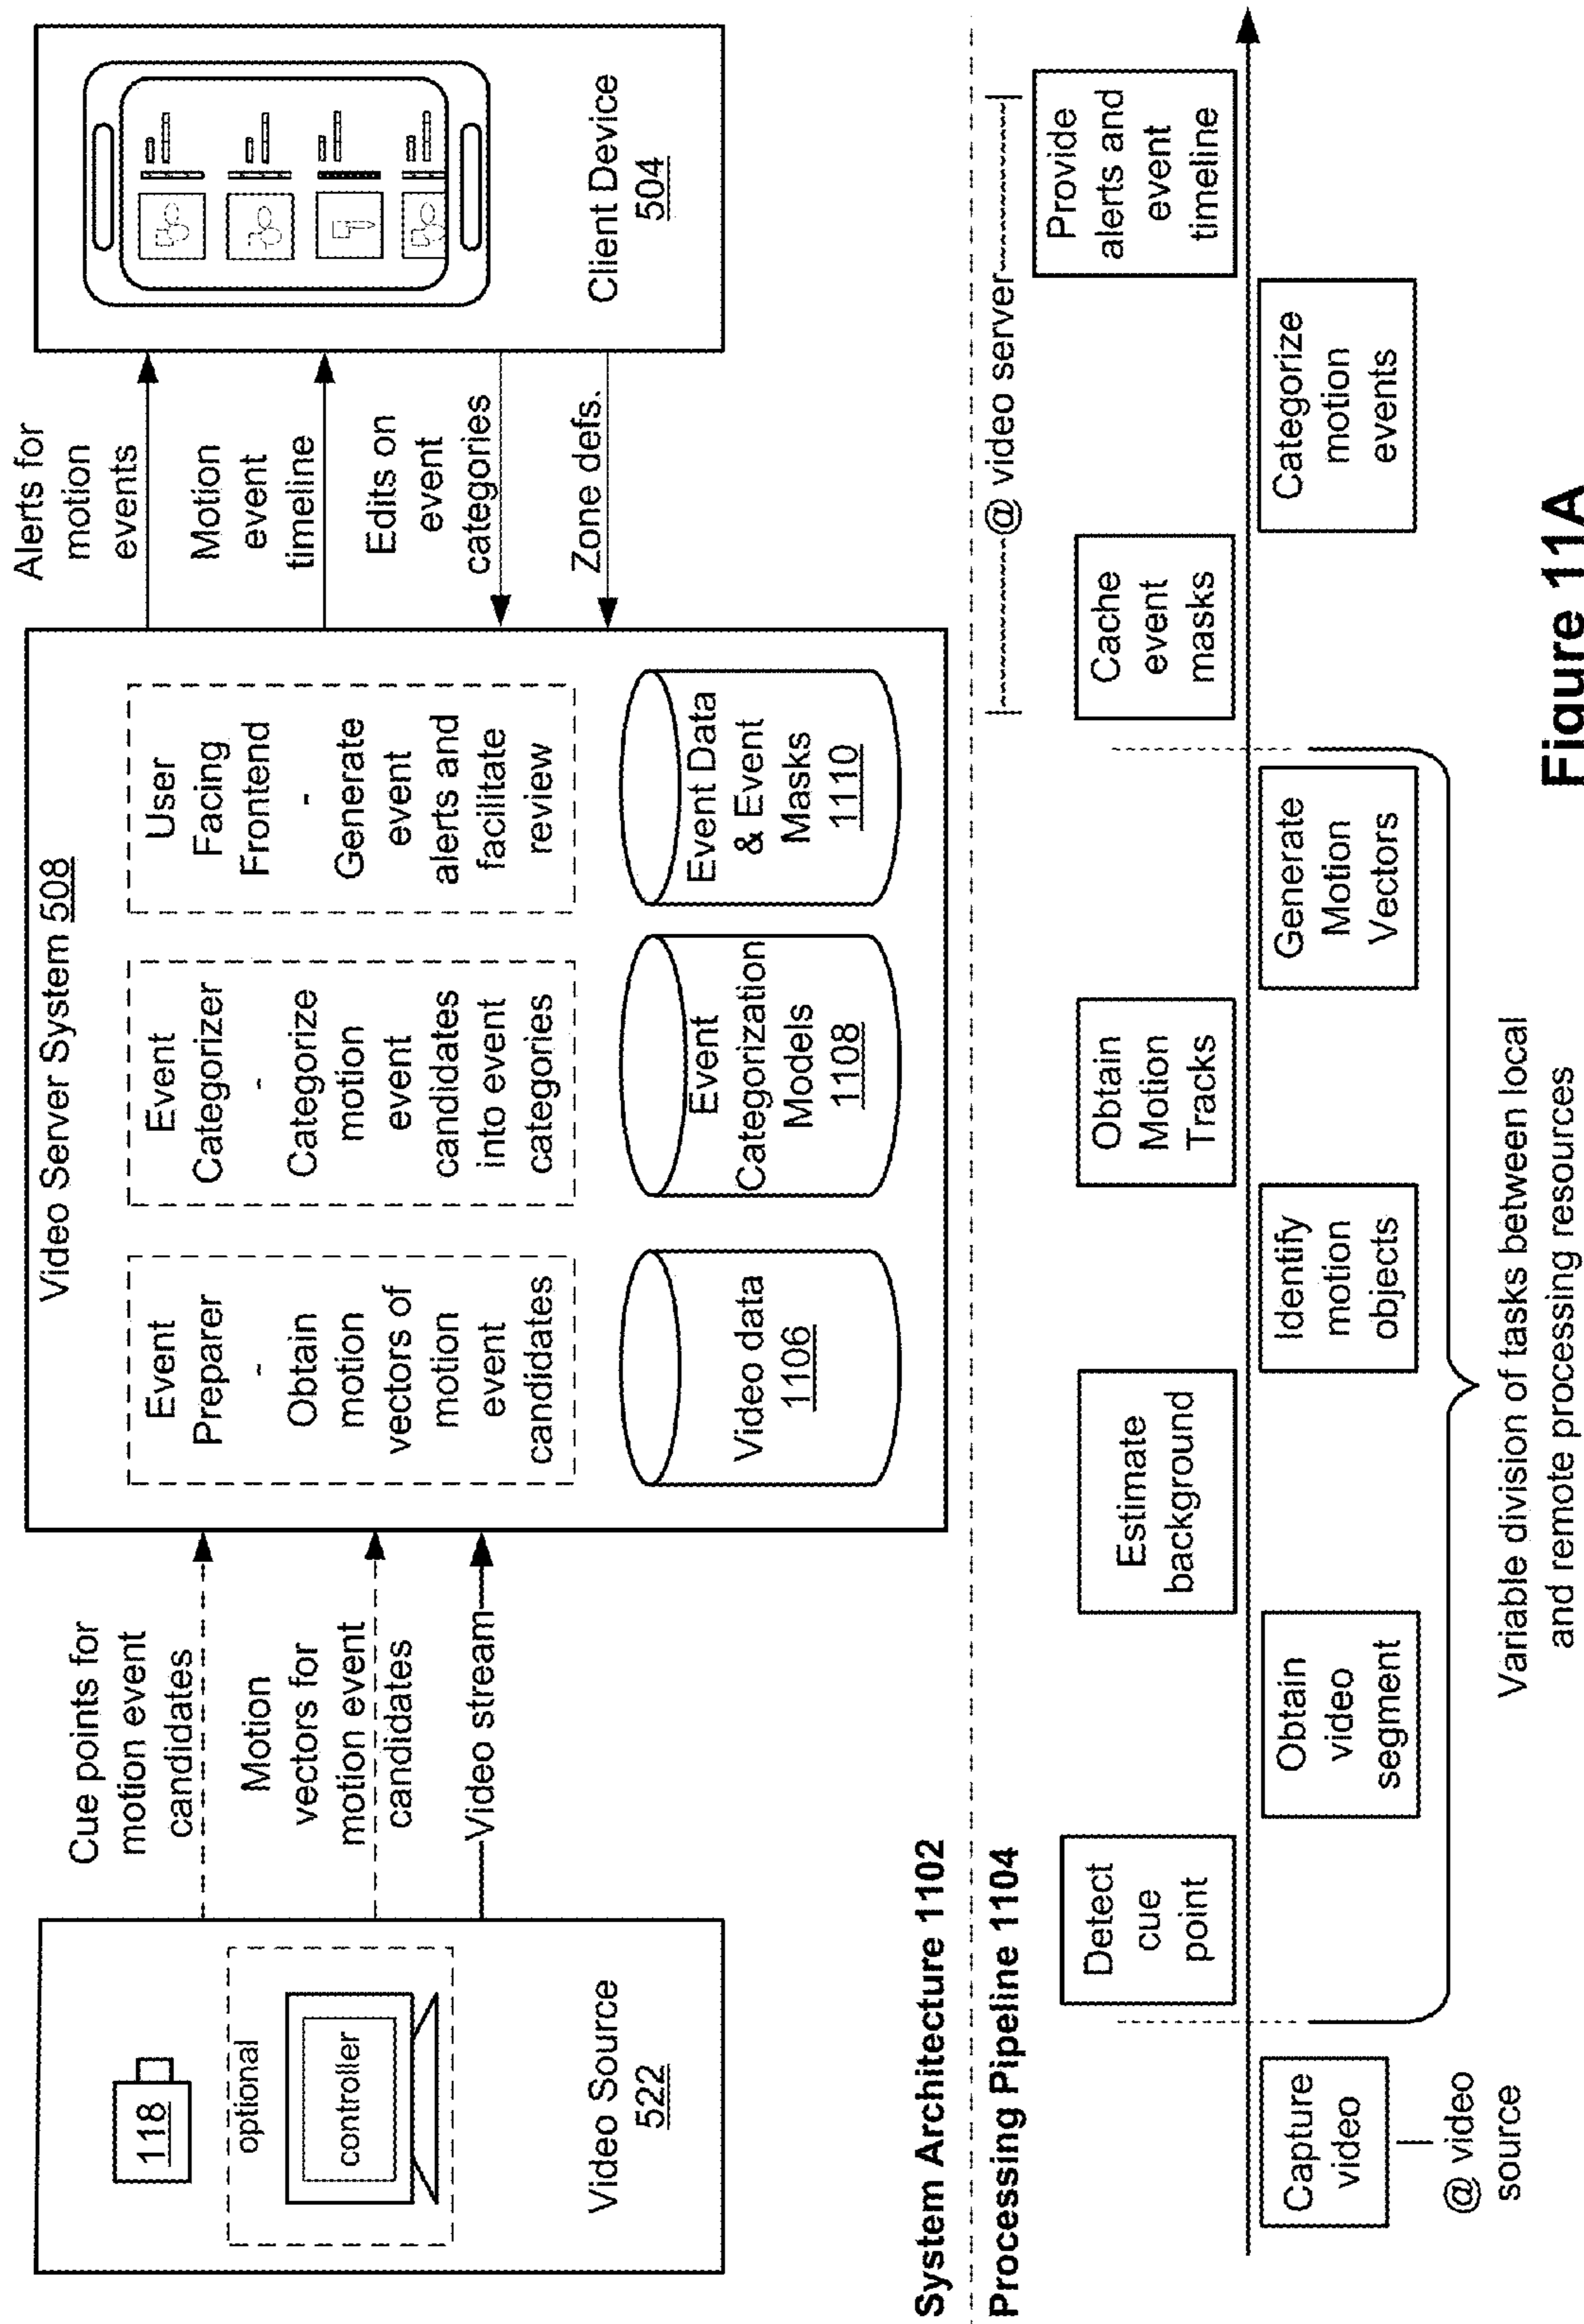 118
optional
controller
Video Source
522
Cue points for
motion event
candidates
Motion
vectors for
motion event
candidates
Video stream
Video Server System 508
Event
Preparer
-
Obtain
motion
vectors of
motion
event
candidates
Event
Categorizer
-
Categorize
motion
event
candidates
into event
categories
User
Facing
Frontend
-
Generate
event
alerts and
facilitate
review
Video data
1106
Event
Categorization
Models
1108
Event Data
& Event
Masks
1110
Alerts for
motion
events
Motion
event
timeline
Edits on
event
categories
Zone defs.
Client Device
504
System Architecture 1102
Processing Pipeline 1104
@ video server
Capture
video
@ video
source
Detect
cue
point
Obtain
video
segment
Estimate
background
Identify
motion
objects
Obtain
Motion
Tracks
Generate
Motion
Vectors
Cache
event
masks
Categorize
motion
events
Provide
alerts and
event
timeline
Variable division of tasks between local
and remote processing resources
Figure 11A